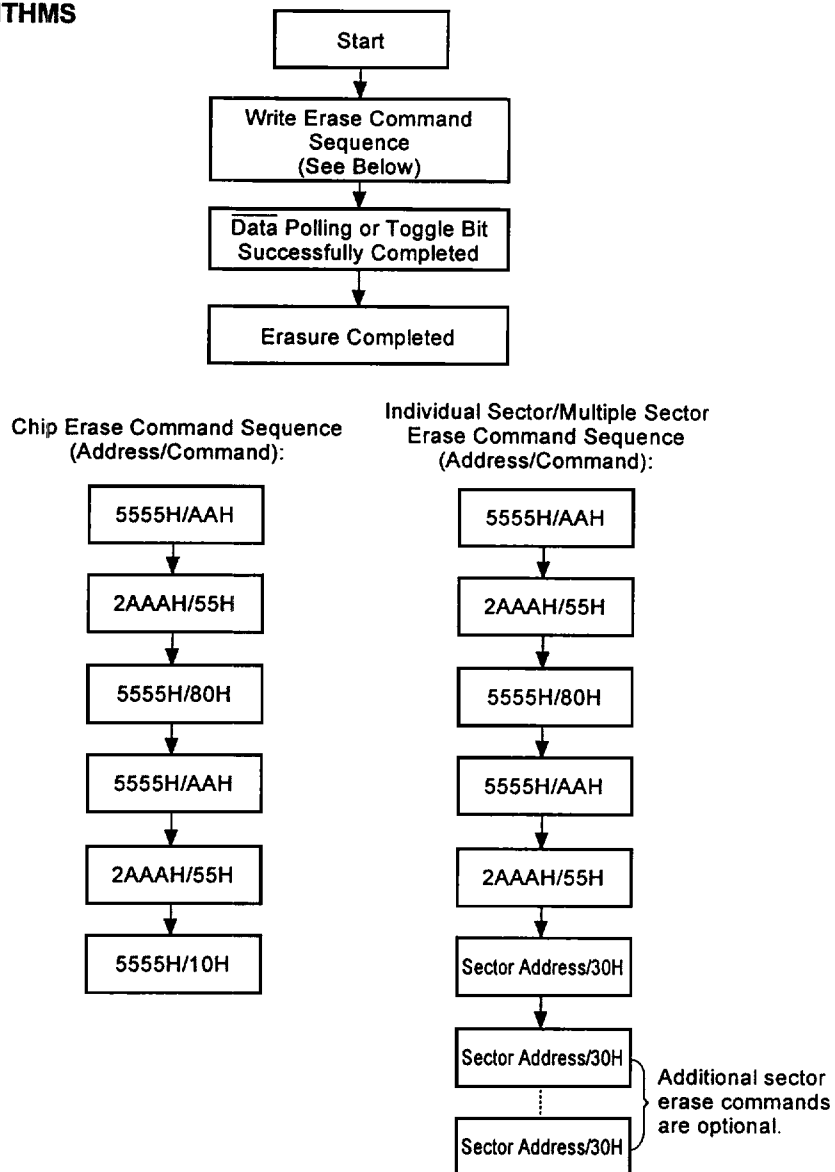 THMS
Start
Write Erase Command
Sequence
(See Below)
Data Polling or Toggle Bit
Successfully Completed
Erasure Completed
Chip Erase Command Sequence
(Address/Command):
5555H/AAH
2AAAH/55H
5555H/80H
5555H/AAH
2AAAH/55H
5555H/10H
Individual Sector/Multiple Sector
Erase Command Sequence
(Address/Command):
5555H/AAH
2AAAH/55H
5555H/80H
5555H/AAH
2AAAH/55H
Sector Address/30H
Sector Address/30H
Sector Address/30H
Additional sector
erase commands
are optional.